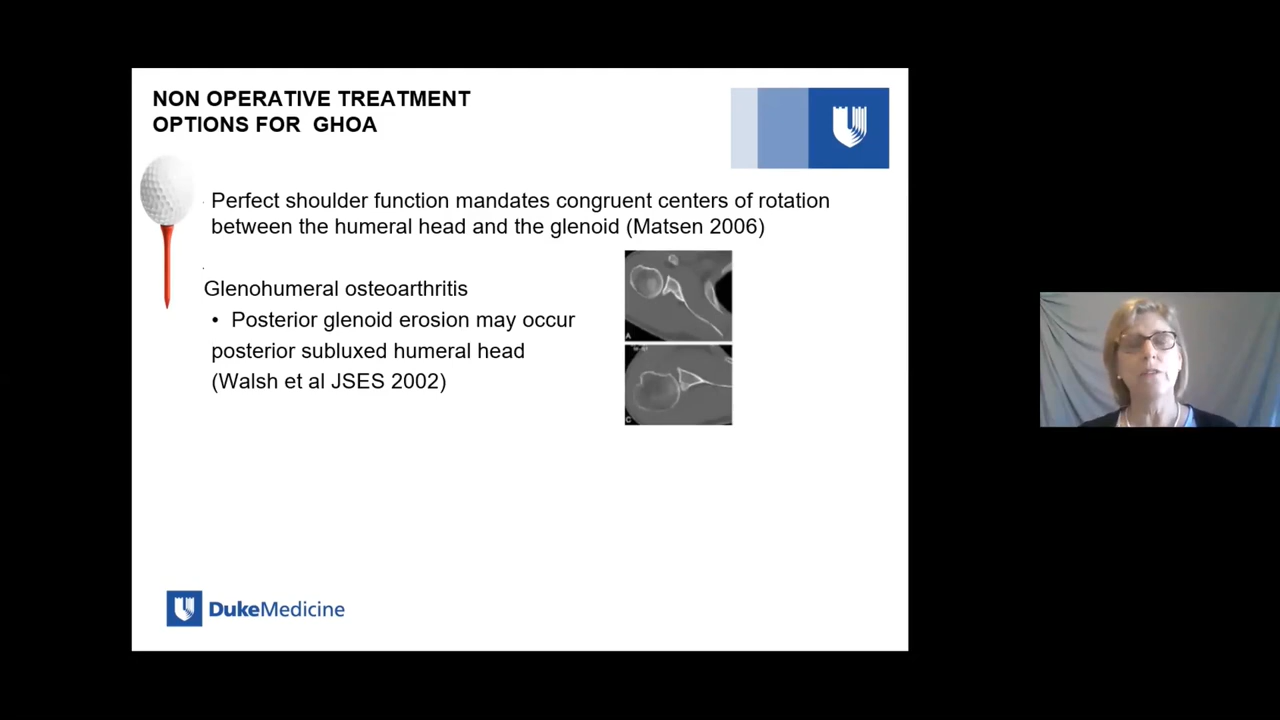 NON OPERATIVE TREATMENT
OPTIONS FOR GHOA
Perfect shoulder function mandates congruent centers of rotation
between the humeral head and the glenoid (Matsen 2006)
Glenohumeral osteoarthritis
• Posterior glenoid erosion may occur
posterior subluxed humeral head
(Walsh et al JSES 2002)
A
C
DukeMedicine